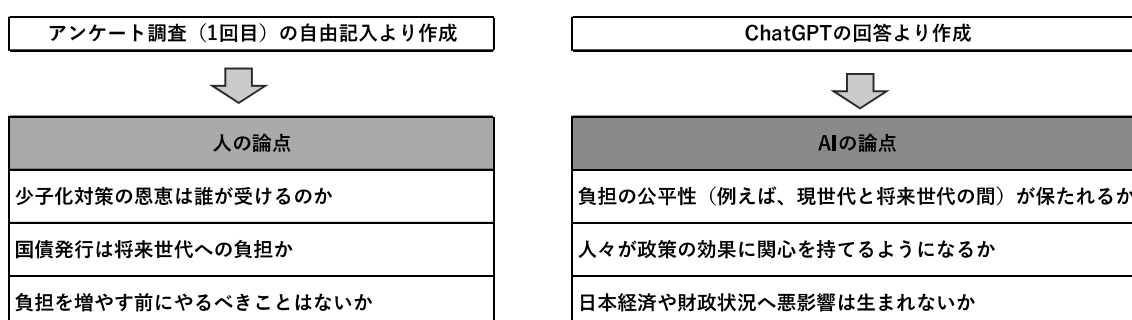 アンケート調査（1回目）の自由記入より作成
人の論点
少子化対策の恩恵は誰が受けるのか
国債発行は将来世代への負担か
負担を増やす前にやるべきことはないか
ChatGPTの回答より作成
AIの論点
負担の公平性（例えば、現世代と将来世代の間）が保たれるか
人々が政策の効果に関心を持てるようになるか
日本経済や財政状況へ悪影響は生まれないか